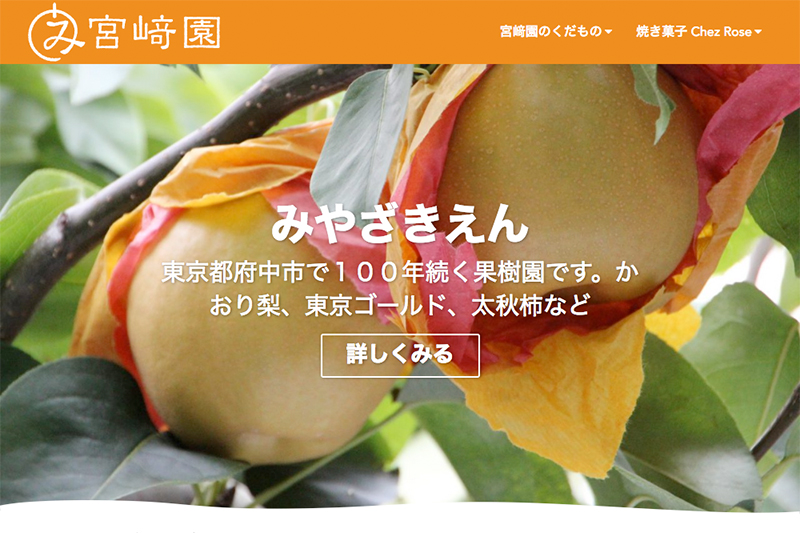 み宮﨑園
宮﨑園のくだもの
焼き菓子 Chez Rose
みやざきえん
東京都府中市で１００年続く果樹園です。か
おり梨、東京ゴールド、太秋柿など
詳しくみる